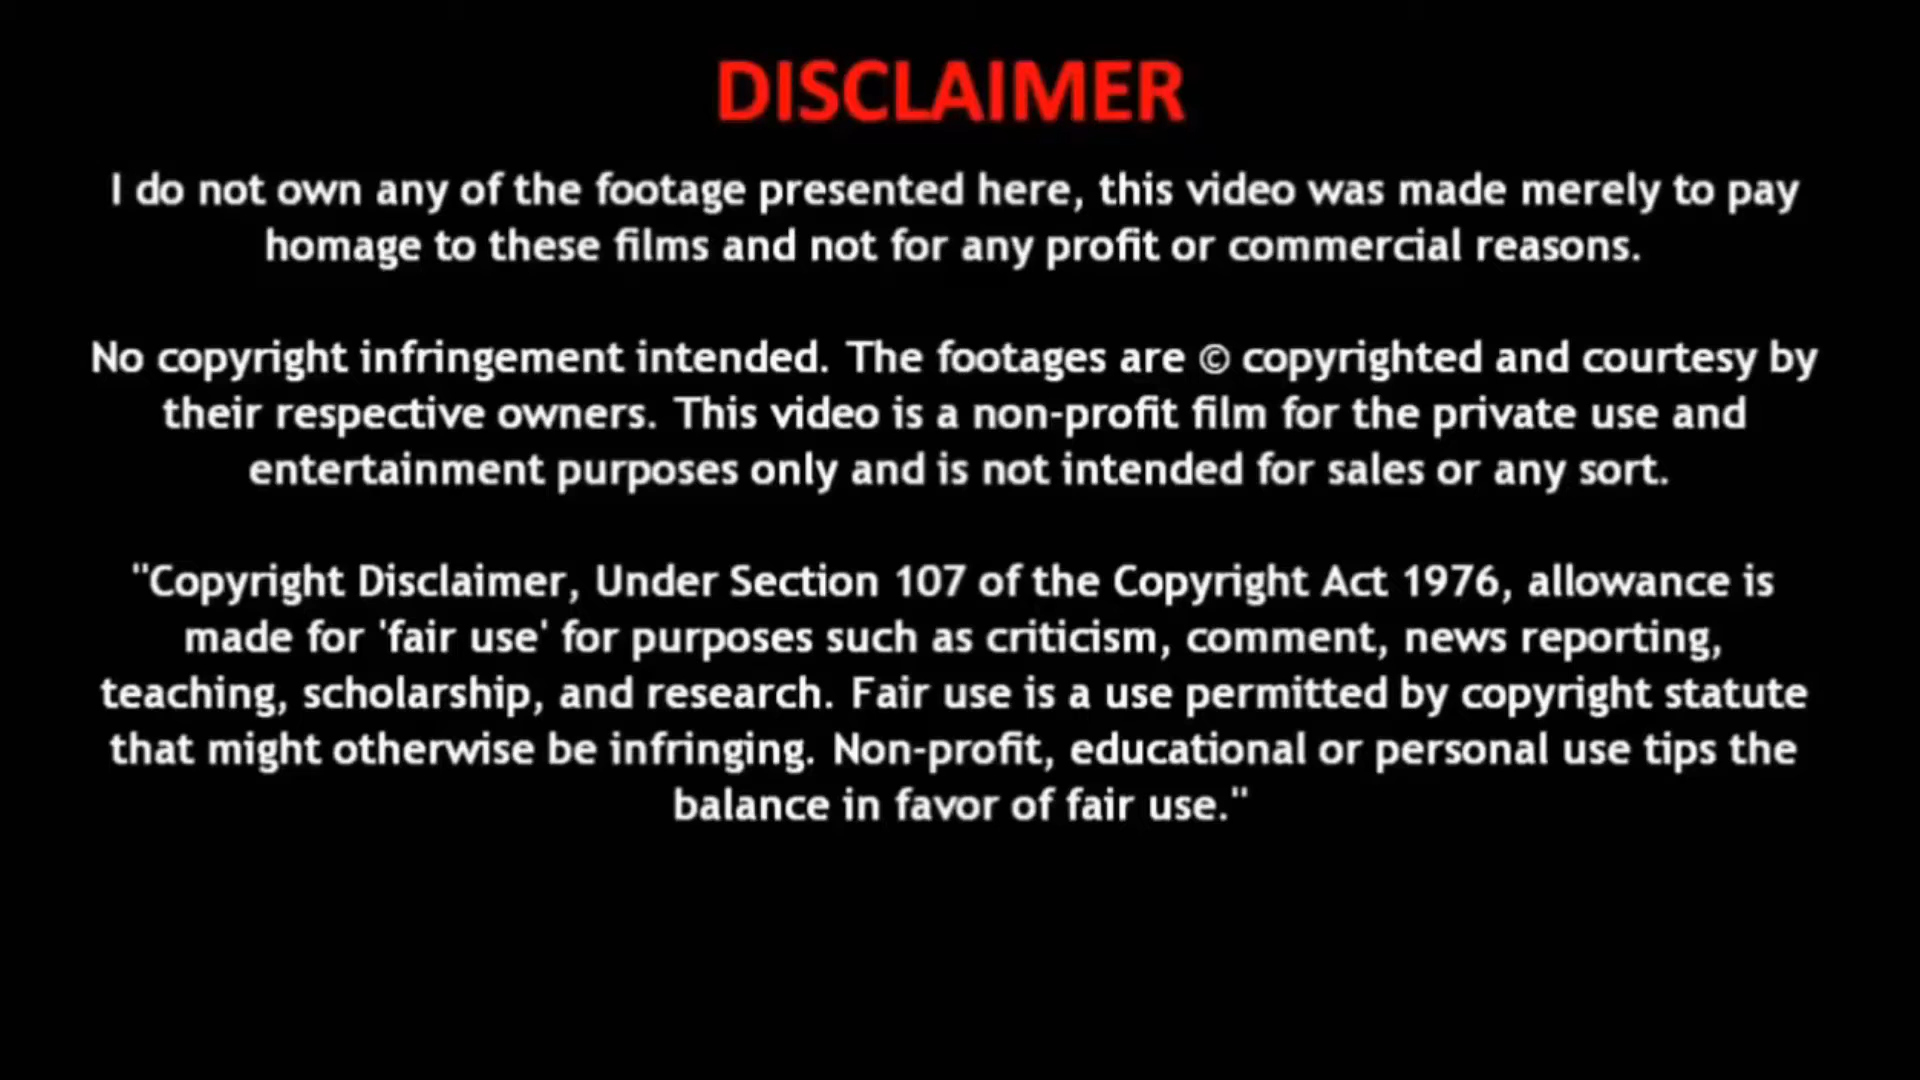 DISCLAIMER
I do not own any of the footage presented here, this video was made merely to pay
homage to these films and not for any profit or commercial reasons.
No copyright infringement intended. The footages are © copyrighted and courtesy by
their respective owners. This video is a non-profit film for the private use and
entertainment purposes only and is not intended for sales or any sort.
"Copyright Disclaimer, Under Section 107 of the Copyright Act 1976, allowance is
made for 'fair use' for purposes such as criticism, comment, news reporting,
teaching, scholarship, and research. Fair use is a use permitted by copyright statute
that might otherwise be infringing. Non-profit, educational or personal use tips the
balance in favor of fair use."